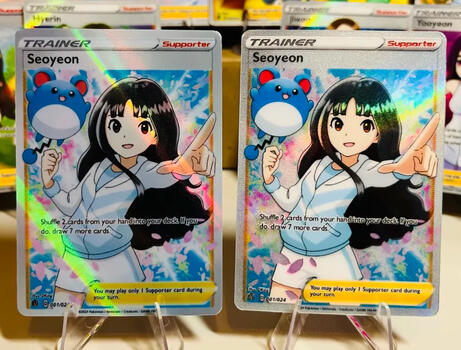 Hyerin
Jiwoo
Yooyeon
TRAINER
Supporter
Seoyeon
Shuffle 2 cards from your hand into your deck. If you
do, draw 7 more cards.
You may play only 1 Supporter card during
your turn.
TRAINER
Supporter
Seoyeon
Shuffle 2 cards from your hand into your deck. If you
do, draw 7 more cards.
You may play only 1 Supporter card during
your turn.
001/024